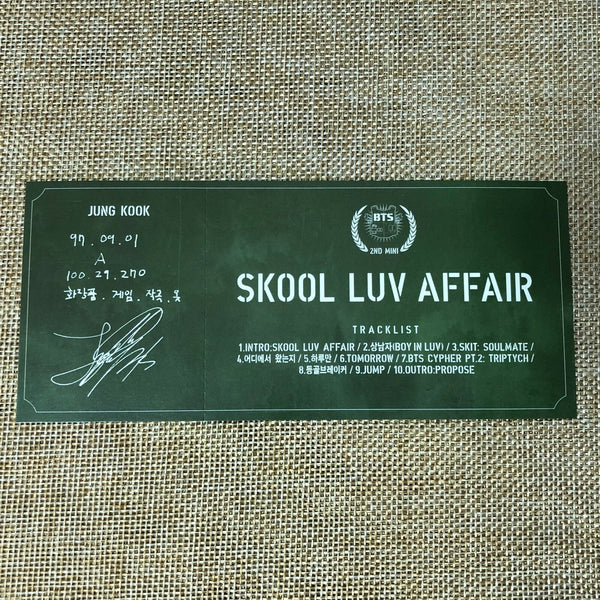 JUNG KOOK
97.09.01
A
100.29.270
화장품.게임.작곡.옷
BTS
2ND MINI
SKOOL LUV AFFAIR
TRACKLIST
1.INTRO:SKOOL LUV AFFAIR / 2.상남자(BOY IN LUV) / 3.SKIT: SOULMATE /
4.어디에서 왔는지 / 5.하루만 / 6.TOMORROW / 7.BTS CYPHER PT.2: TRIPTYCH /
8.등골브레이커 / 9.JUMP / 10.OUTRO:PROPOSE